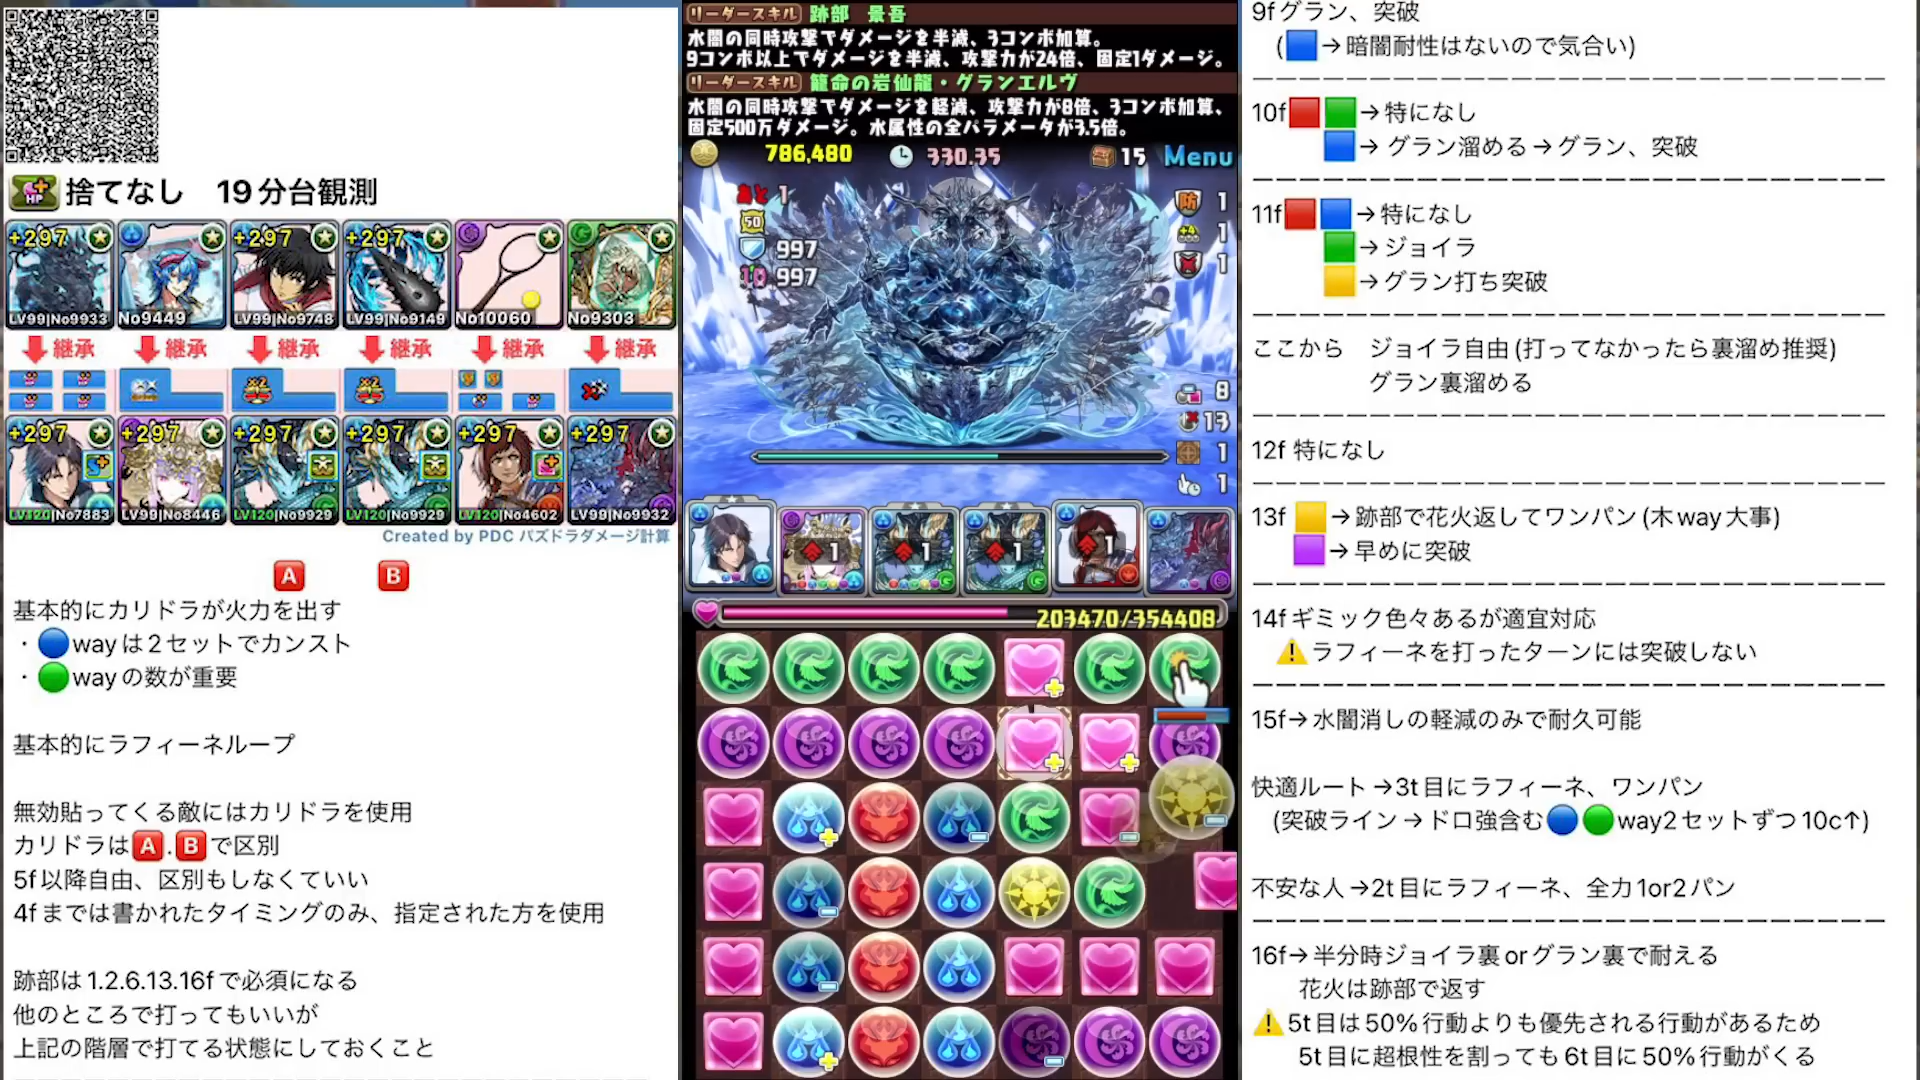 捨てなし 19分台観測
+297 +297 +297 +297
LV99|No9933 No9449 LV99|No9748 LV99|No9149 No10060 No9303
継承 継承 継承 継承 継承 継承
+297 +297 +297 +297 +297 +297
LV120|No7883 LV99|No8446 LV120|No9929 LV120|No9929 LV120|No4602 LV99|No9932
Created by PDC パズドラダメージ計算
A B
基本的にカリドラが火力を出す
・🔵wayは2セットでカンスト
・🟢wayの数が重要
基本的にラフィーネループ
無効貼ってくる敵にはカリドラを使用
カリドラはA.Bで区別
5f以降自由、区別もしなくていい
4fまでは書かれたタイミングのみ、指定された方を使用
跡部は1.2.6.13.16fで必須になる
他のところで打ってもいいが
上記の階層で打てる状態にしておくこと
リーダースキル 跡部 景吾
水闇の同時攻撃でダメージを半減、3コンボ加算。
9コンボ以上でダメージを半減、攻撃力が24倍、固定1ダメージ。
リーダースキル 籠命の岩仙龍・グランエルヴ
水闇の同時攻撃でダメージを軽減、攻撃力が8倍、3コンボ加算、
固定500万ダメージ。水属性の全パラメータが3.5倍。
786,480 330.35 15 Menu
あと1
50
997
10 997
防 1
+4 1
1
8
13
1
1
1 1 1 1
203470/354408
9fグラン、突破
(🟦→暗闇耐性はないので気合い)
10f🟥🟩→特になし
🟦→グラン溜める→グラン、突破
11f🟥🟦→特になし
🟩→ジョイラ
🟨→グラン打ち突破
ここから ジョイラ自由(打ってなかったら裏溜め推奨)
グラン裏溜める
12f 特になし
13f 🟨→跡部で花火返してワンパン(木way大事)
🟪→早めに突破
14fギミック色々あるが適宜対応
⚠️ラフィーネを打ったターンには突破しない
15f→水闇消しの軽減のみで耐久可能
快適ルート→3t目にラフィーネ、ワンパン
(突破ライン→ドロ強含む🔵🟢way2セットずつ10c↑)
不安な人→2t目にラフィーネ、全力1or2パン
16f→半分時ジョイラ裏orグラン裏で耐える
花火は跡部で返す
⚠️5t目は50%行動よりも優先される行動があるため
5t目に超根性を割っても6t目に50%行動がくる